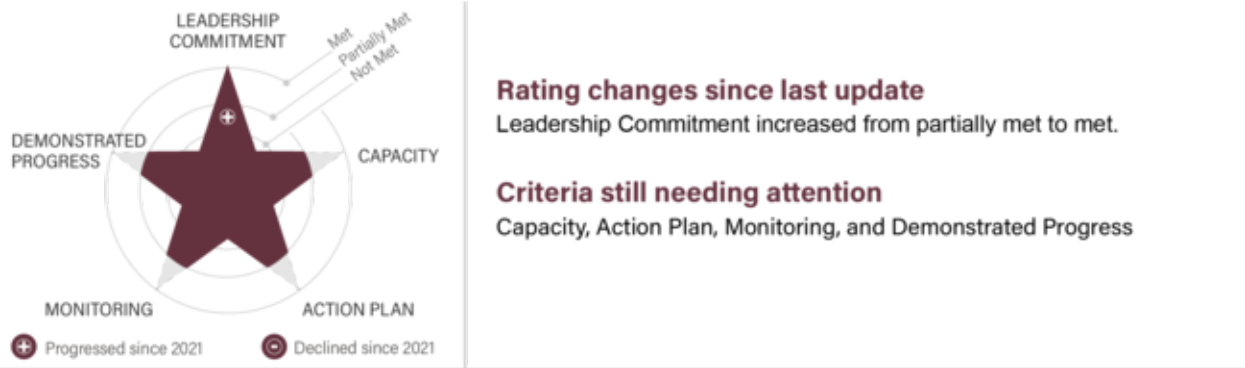 LEADERSHIP
COMMITMENT
Met
Partially Met
Not Met
DEMONSTRATED
PROGRESS
CAPACITY
MONITORING
ACTION PLAN
Progressed since 2021
Declined since 2021
Rating changes since last update
Leadership Commitment increased from partially met to met.
Criteria still needing attention
Capacity, Action Plan, Monitoring, and Demonstrated Progress